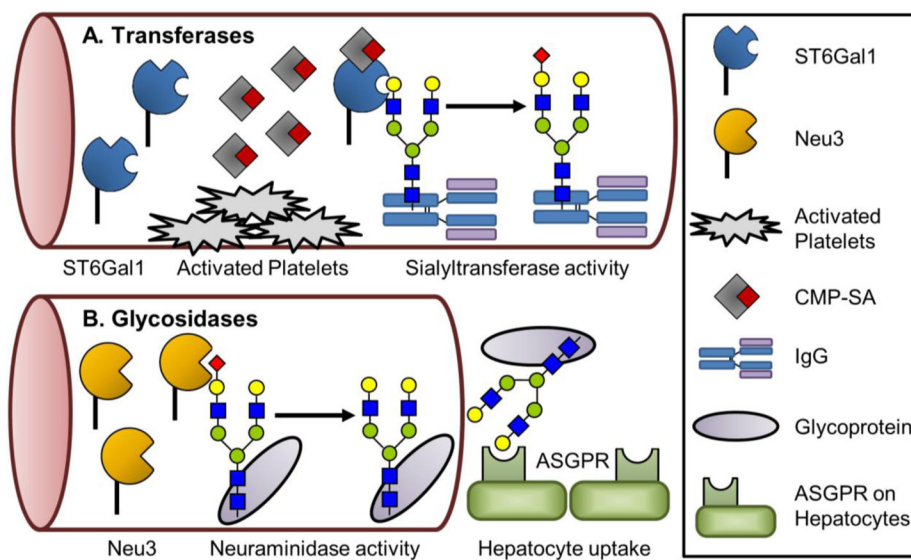 A. Transferases
ST6Gal1
Activated Platelets
Sialyltransferase activity
B. Glycosidases
ASGPR
Neu3
Neuraminidase activity
Hepatocyte uptake
ST6Gal1
Neu3
Activated
Platelets
CMP-SA
IgG
Glycoprotein
ASGPR on
Hepatocytes